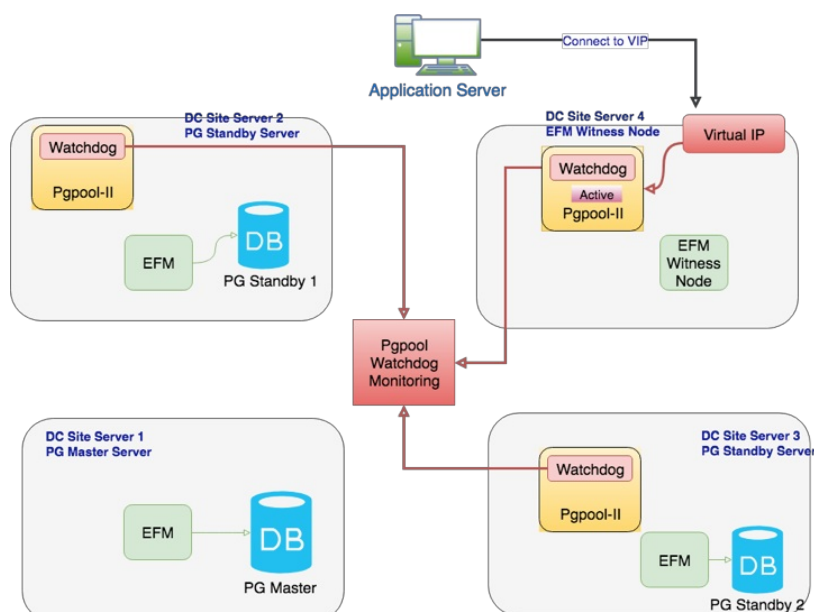 Connect to VIP
Application Server
DC Site Server 2
PG Standby Server
Watchdog
Pgpool-II
EFM
DB
PG Standby 1
DC Site Server 4
EFM Witness Node
Virtual IP
Watchdog
Active
Pgpool-II
EFM
Witness
Node
Pgpool
Watchdog
Monitoring
DC Site Server 1
PG Master Server
EFM
DB
PG Master
DC Site Server 3
PG Standby Server
Watchdog
Pgpool-II
EFM
DB
PG Standby 2